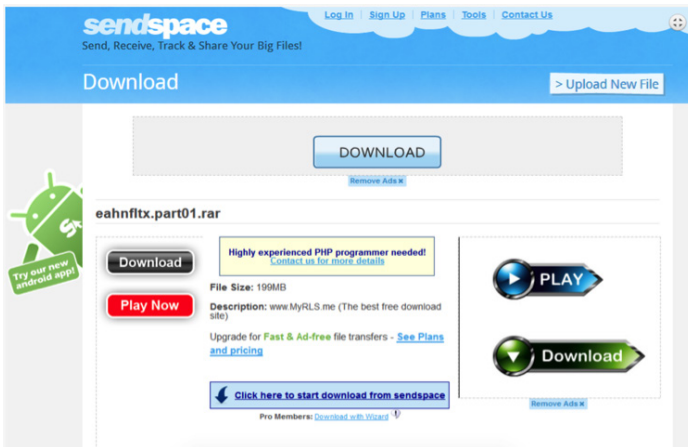 Log In | Sign Up | Plans | Tools | Contact Us
sendspace
Send, Receive, Track & Share Your Big Files!
Download
> Upload New File
DOWNLOAD
Remove Ads x
Try our new
android app!
eahnfltx.part01.rar
Download
Play Now
Highly experienced PHP programmer needed!
Contact us for more details
File Size: 199MB
Description: www.MyRLS.me (The best free download
site)
Upgrade for Fast & Ad-free file transfers - See Plans
and pricing
Click here to start download from sendspace
Pro Members: Download with Wizard
PLAY
Download
Remove Ads x